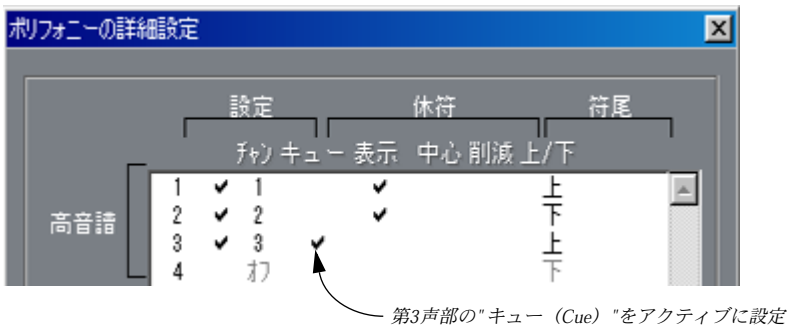 ポリフォニーの詳細設定
設定 休符 符尾
チャン キュー 表示 中心 削減 上/下
高音譜
1 ✔ 1 ✔ 上
2 ✔ 2 ✔ 下
3 ✔ 3 ✔ 上
4 オフ 下
第3声部の"キュー（Cue）"をアクティブに設定